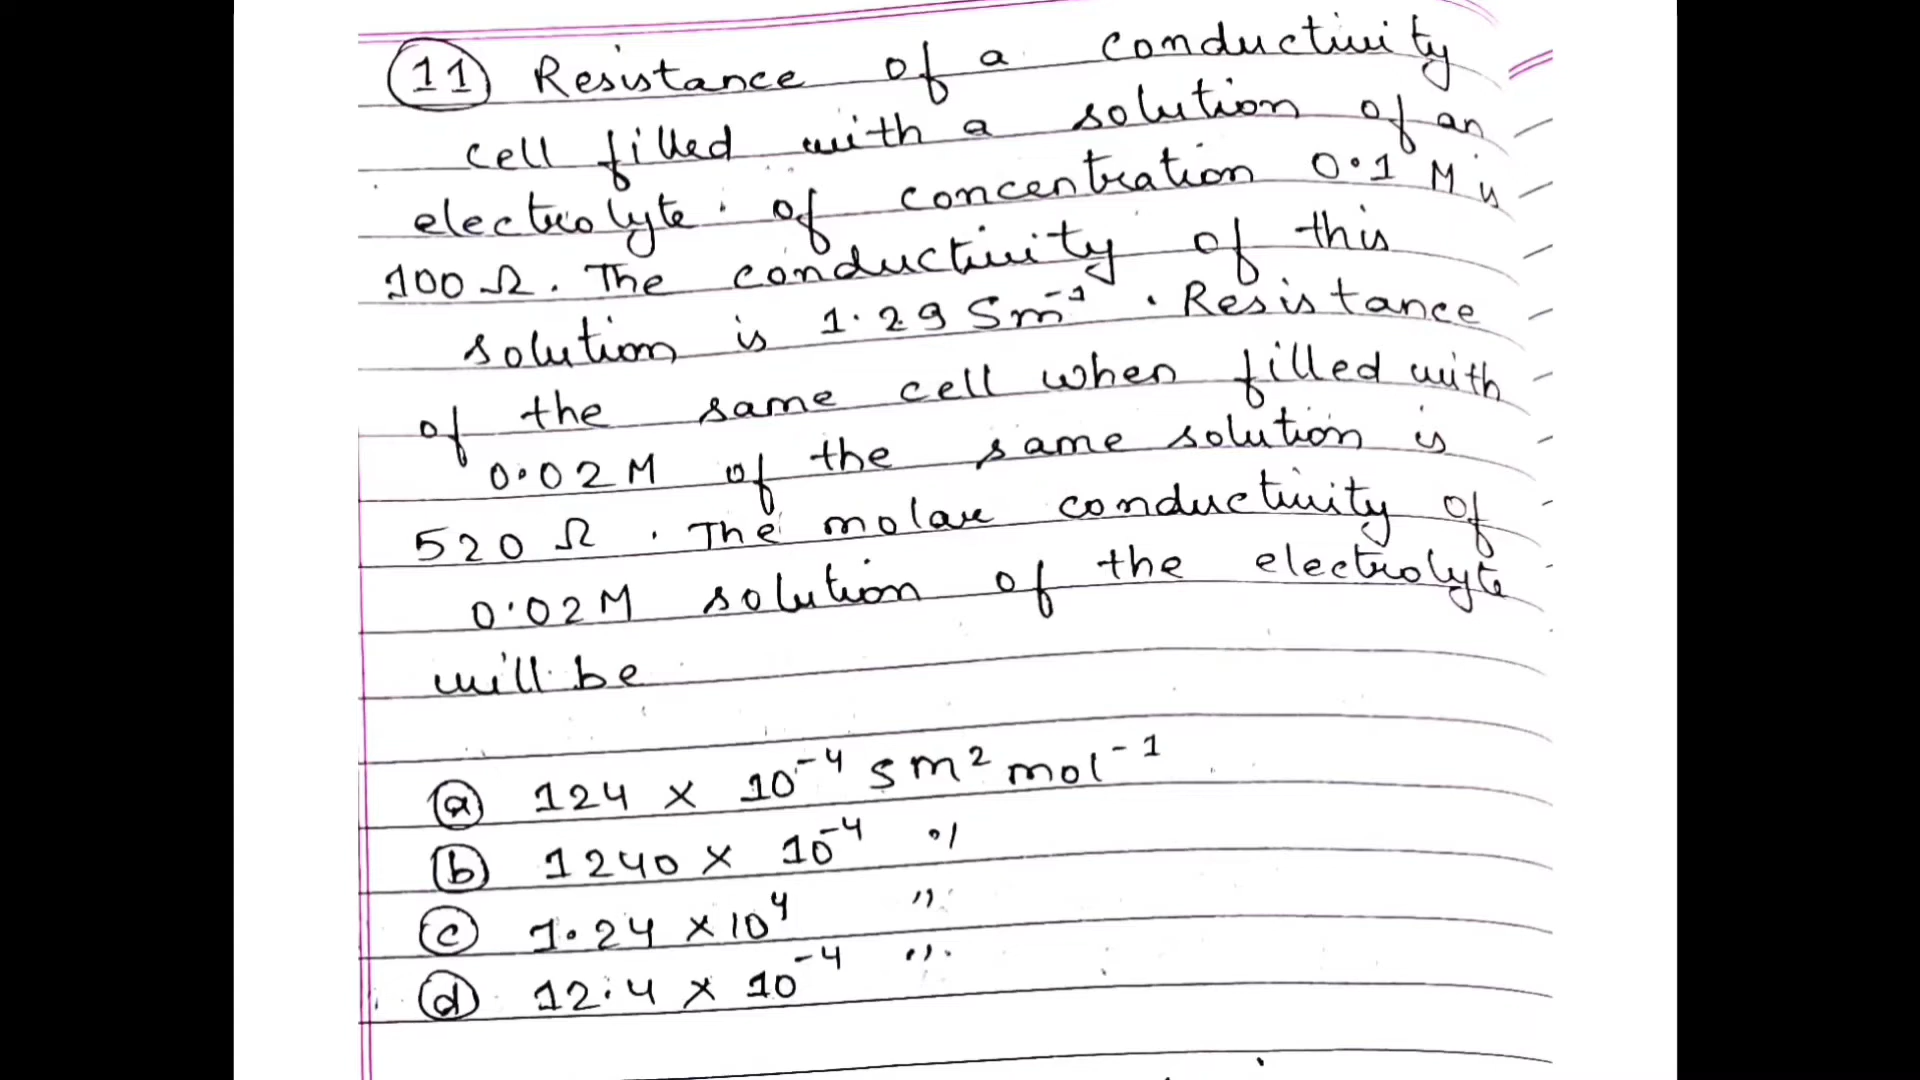 11 Resistance of a conductivity
cell filled with a solution of an
electrolyte of concentration 0.1 M is
100 Ω. The conductivity of this
solution is 1.29 Sm⁻¹. Resistance
of the same cell when filled with
0.02 M of the same solution is
520 Ω. The molar conductivity of
0.02 M solution of the electrolyte
will be
a 124 × 10⁻⁴ S m² mol⁻¹
b 1240 × 10⁻⁴ "
c 1.24 × 10⁴ "
d 12.4 × 10⁻⁴ "